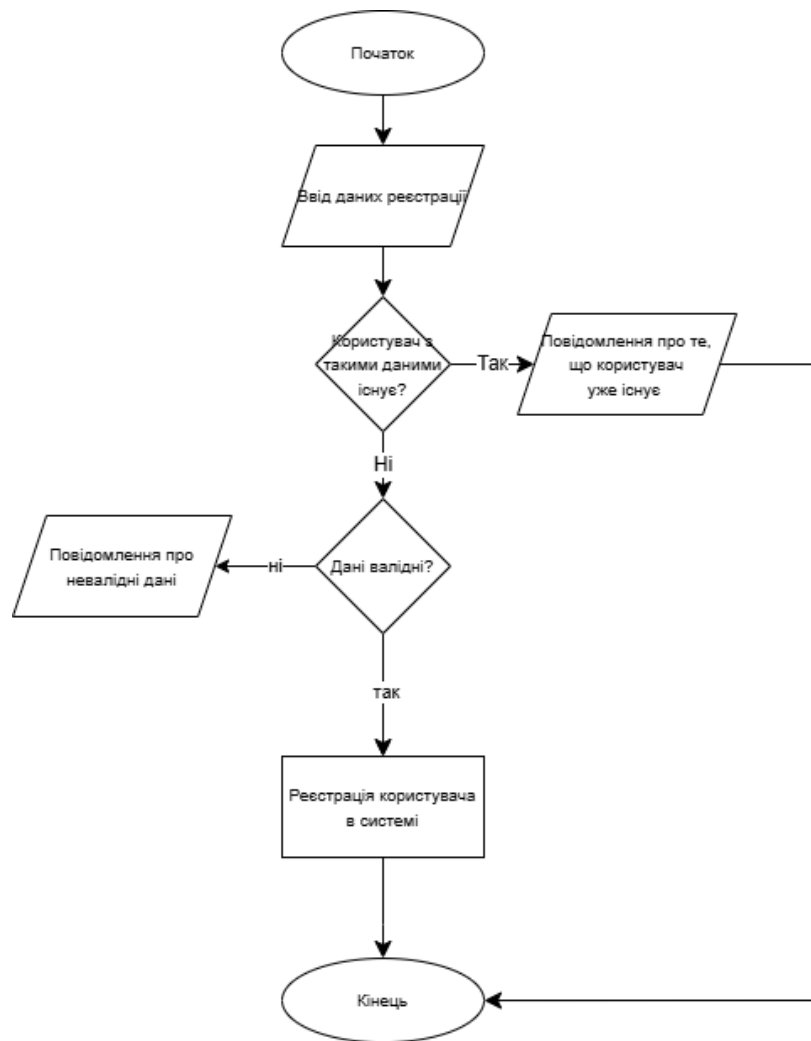 Початок
Ввід даних реєстрації
Користувач з
такими даними
існує?
Так
Повідомлення про те,
що користувач
уже існує
Ні
Повідомлення про
невалідні дані
ні
Дані валідні?
так
Реєстрація користувача
в системі
Кінець